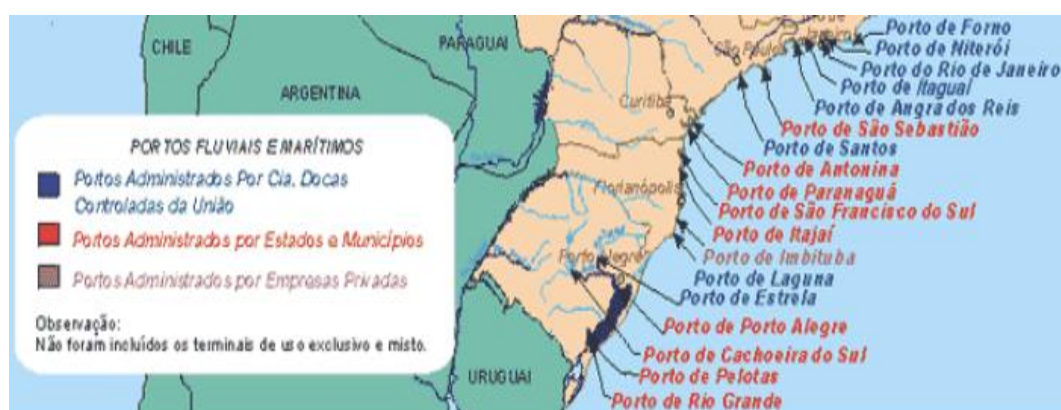 CHILE
PARAGUAI
ARGENTINA
URUGUAI
São Paulo
Curitiba
Florianópolis
Porto Alegre
PORTOS FLUVIAIS E MARÍTIMOS
Portos Administrados Por Cia. Docas
Controladas da União
Portos Administrados por Estados e Municípios
Portos Administrados por Empresas Privadas
Observação:
Não foram incluídos os terminais de uso exclusivo e misto.
Porto de Forno
Porto de Niterói
Porto do Rio de Janeiro
Porto de Itaguaí
Porto de Angra dos Reis
Porto de São Sebastião
Porto de Santos
Porto de Antonina
Porto de Paranaguá
Porto de São Francisco do Sul
Porto de Itajaí
Porto de Imbituba
Porto de Laguna
Porto de Estrela
Porto de Porto Alegre
Porto de Cachoeira do Sul
Porto de Pelotas
Porto de Rio Grande